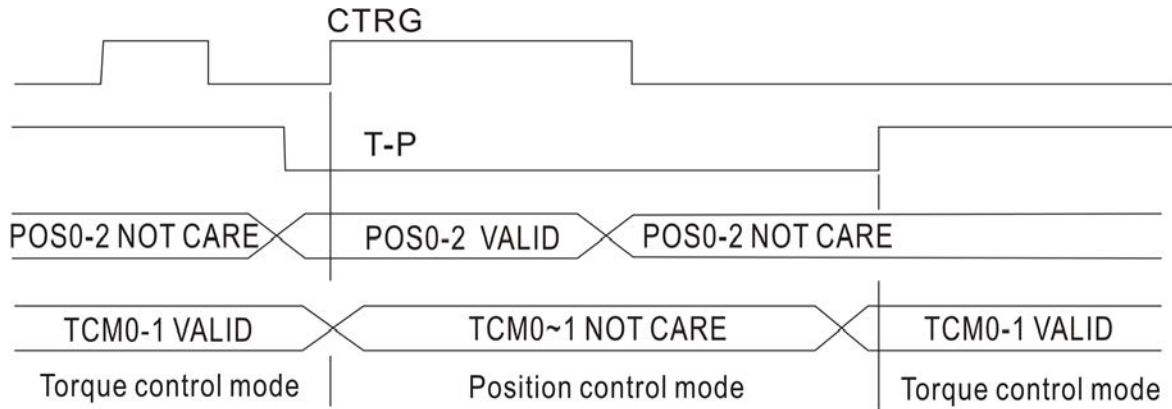 CTRG
T-P
POS0-2 NOT CARE POS0-2 VALID POS0-2 NOT CARE
TCM0-1 VALID TCM0~1 NOT CARE TCM0-1 VALID
Torque control mode Position control mode Torque control mode